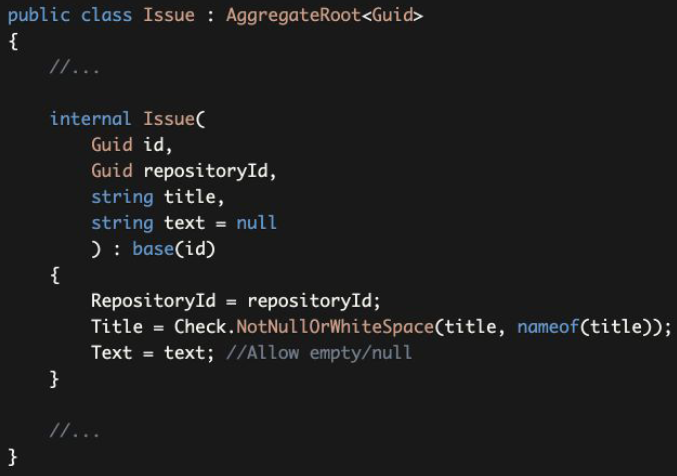 public class Issue : AggregateRoot<Guid>
{
    //...

    internal Issue(
        Guid id,
        Guid repositoryId,
        string title,
        string text = null
        ) : base(id)
    {
        RepositoryId = repositoryId;
        Title = Check.NotNullOrWhiteSpace(title, nameof(title));
        Text = text; //Allow empty/null
    }

    //...
}